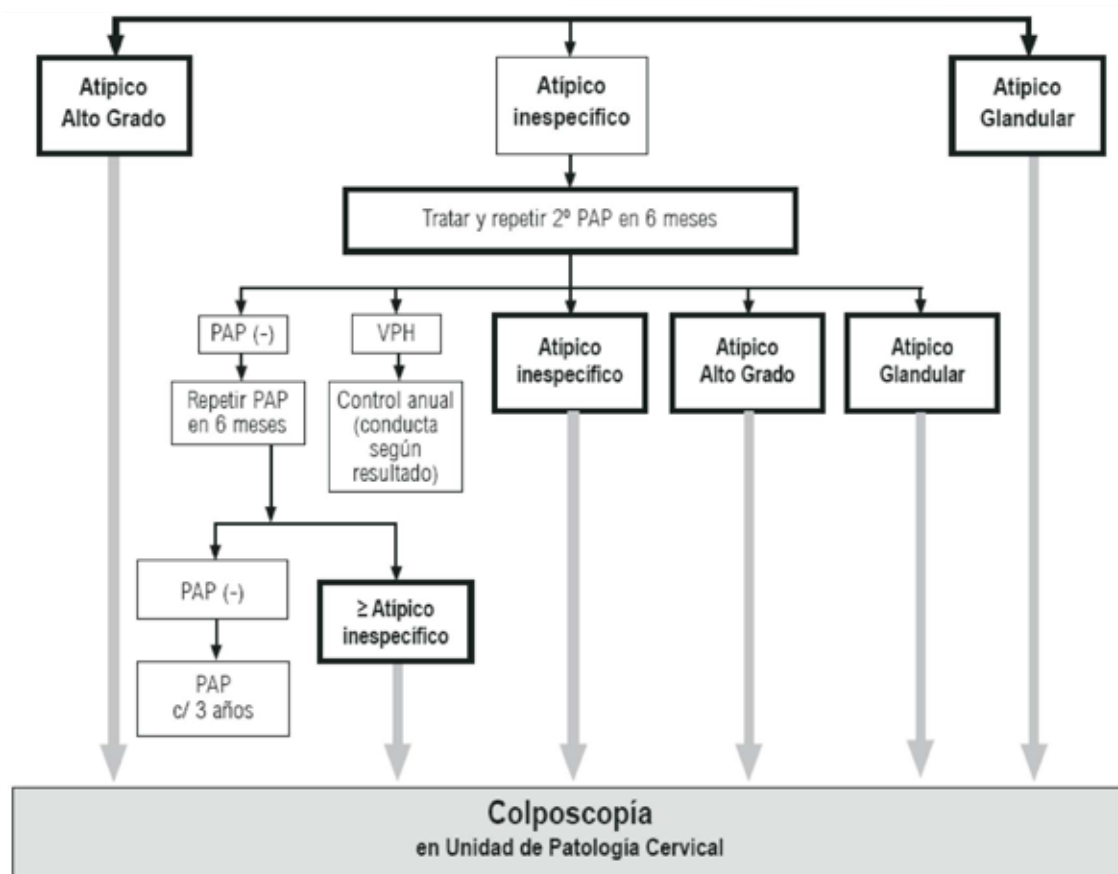 Atípico
Alto Grado
Atípico
inespecífico
Atípico
Glandular
Tratar y repetir 2º PAP en 6 meses
PAP (-)
VPH
Atípico
inespecífico
Atípico
Alto Grado
Atípico
Glandular
Repetir PAP
en 6 meses
Control anual
(conducta
según
resultado)
PAP (-)
≥ Atípico
inespecífico
PAP
c/ 3 años
Colposcopía
en Unidad de Patología Cervical